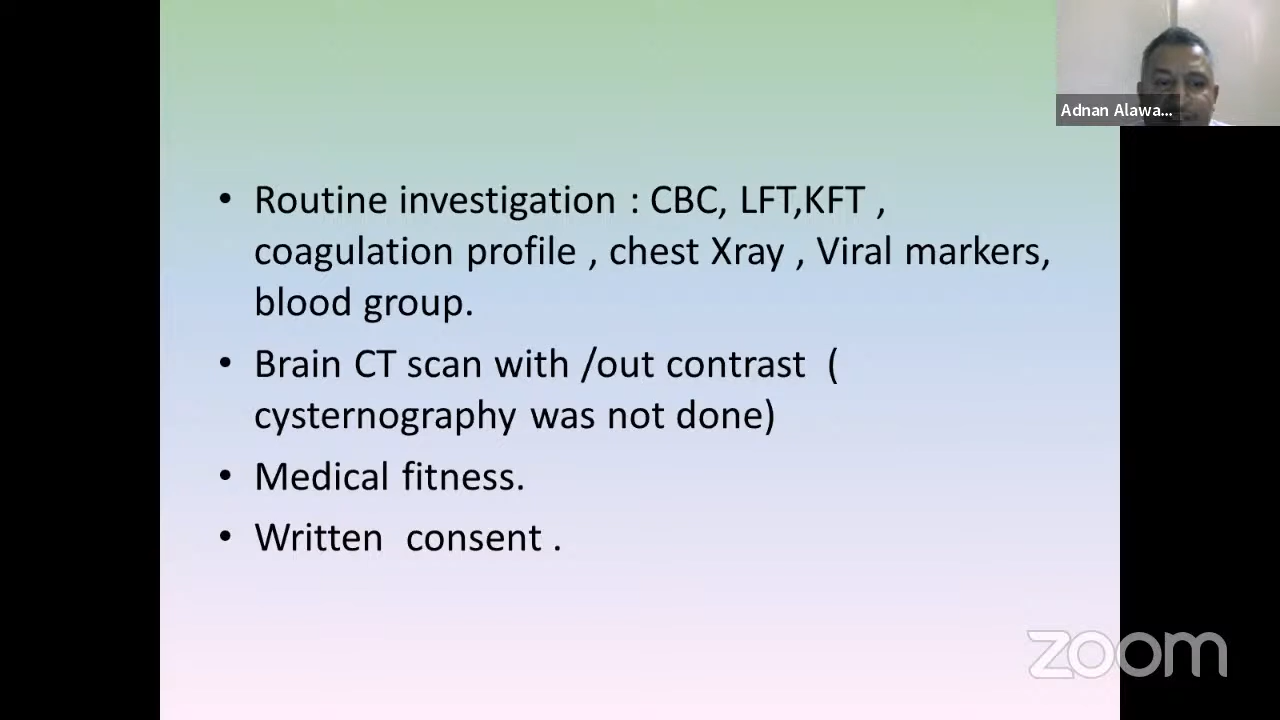 Adnan Alawa...
• Routine investigation : CBC, LFT,KFT ,
coagulation profile , chest Xray , Viral markers,
blood group.
• Brain CT scan with /out contrast (
cysternography was not done)
• Medical fitness.
• Written consent .
zoom